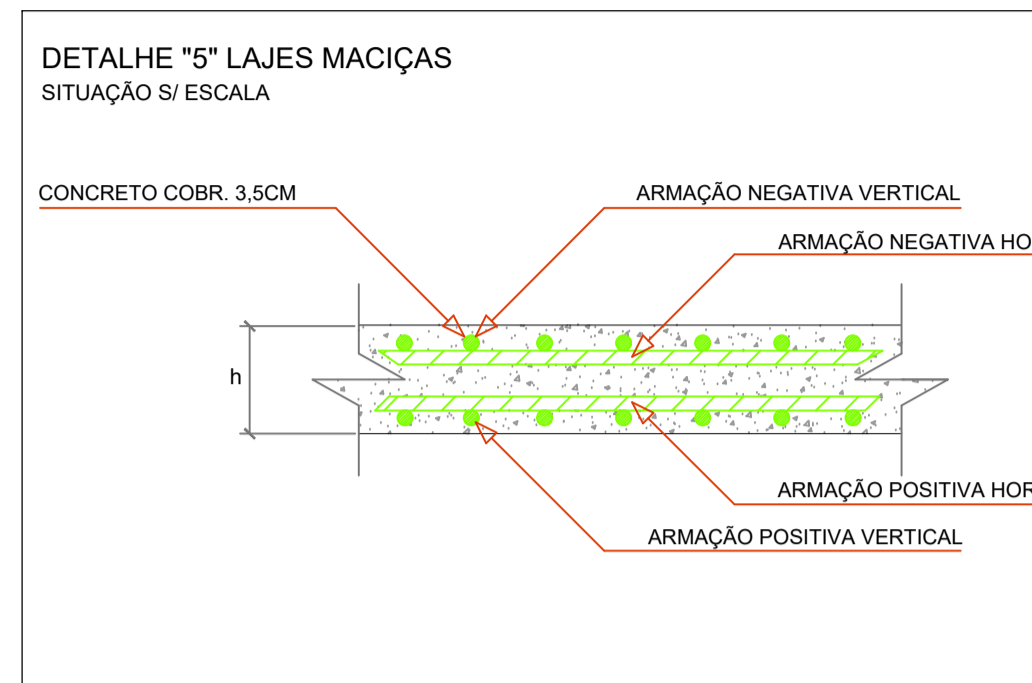 DETALHE "5" LAJES MACIÇAS
SITUAÇÃO S/ ESCALA
CONCRETO COBR. 3,5CM
ARMAÇÃO NEGATIVA VERTICAL
ARMAÇÃO NEGATIVA HO
h
ARMAÇÃO POSITIVA HOR
ARMAÇÃO POSITIVA VERTICAL